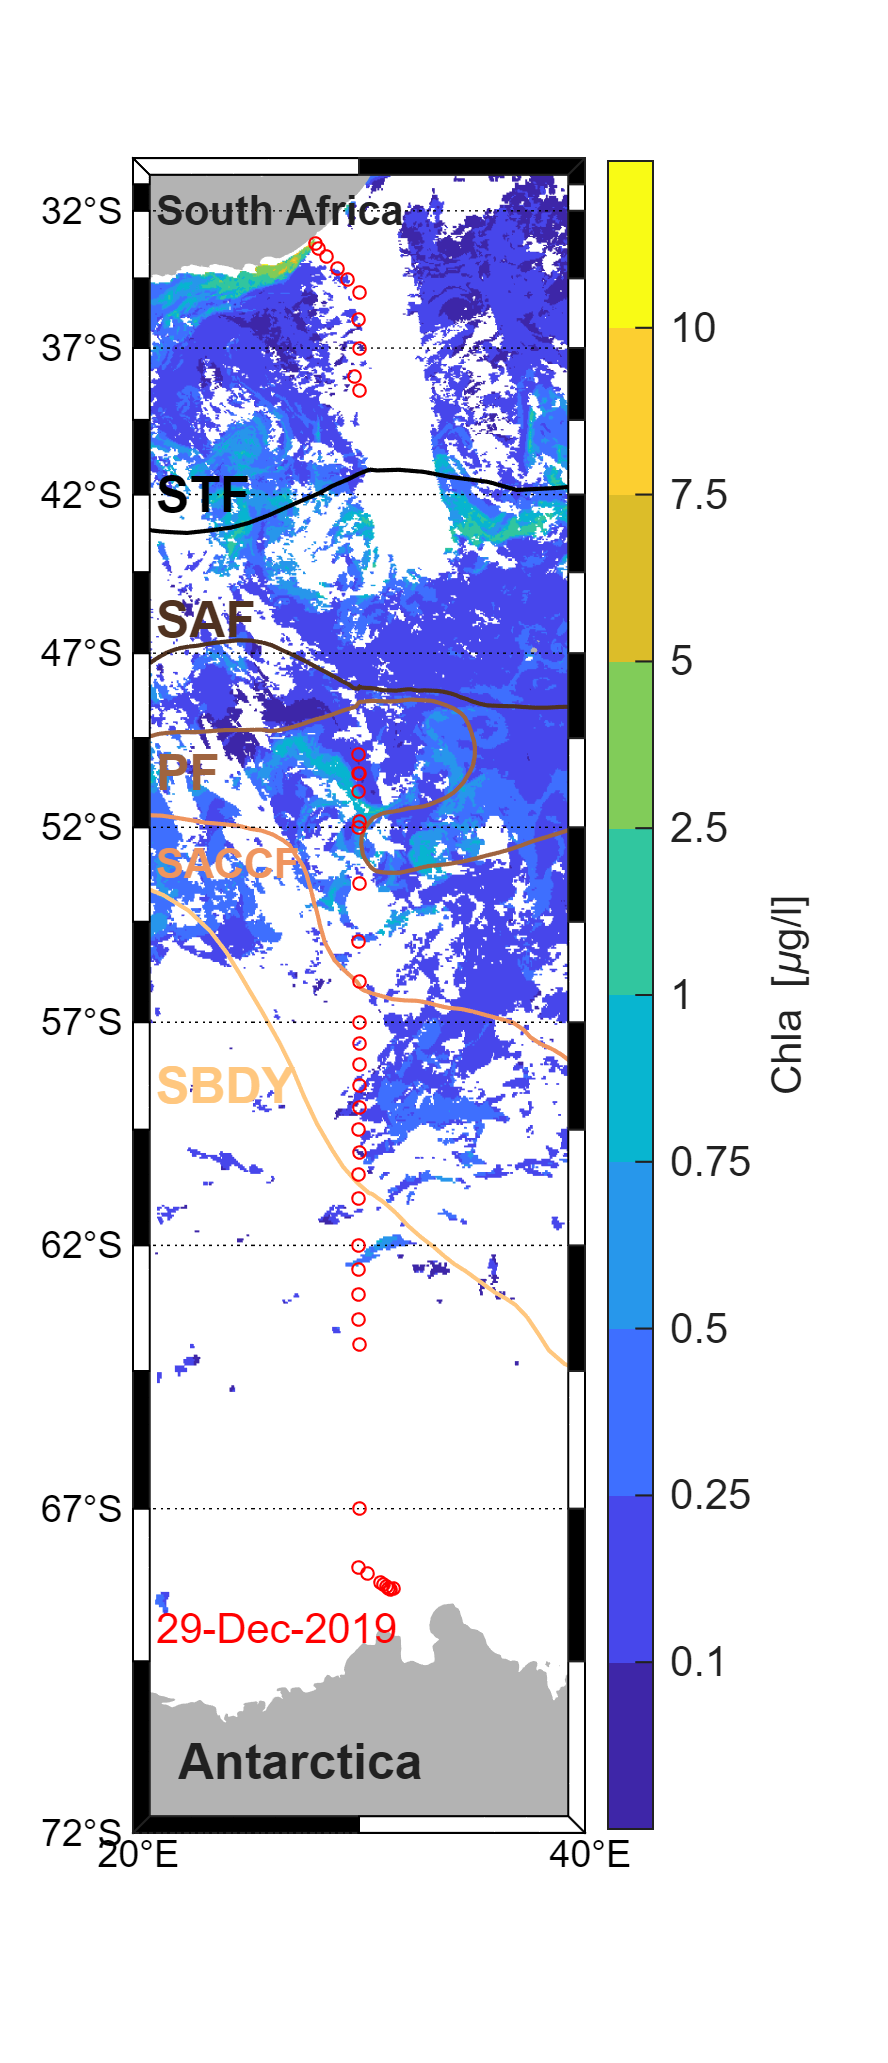 South Africa
32°S
37°S
STF
42°S
SAF
47°S
PF
52°S
SACCF
57°S
SBDY
62°S
67°S
29-Dec-2019
Antarctica
72°S
20°E
40°E
10
7.5
5
2.5
1
0.75
0.5
0.25
0.1
Chla [µg/l]